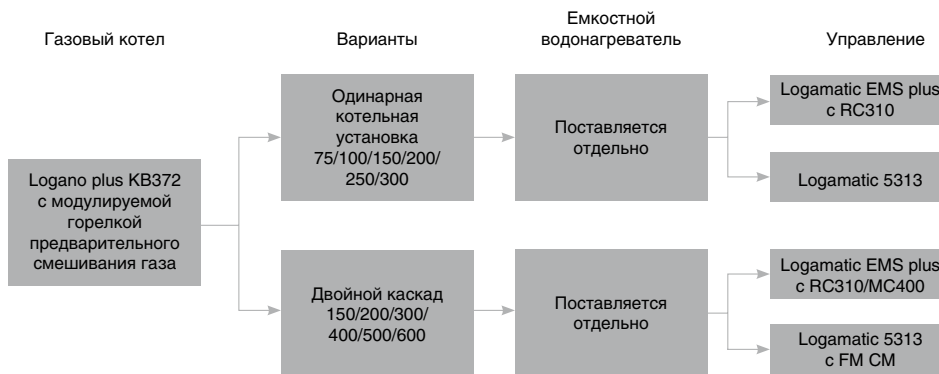 Газовый котел
Варианты
Емкостной
водонагреватель
Управление
Logano plus KB372
с модулируемой
горелкой
предварительного
смешивания газа
Одинарная
котельная
установка
75/100/150/200/
250/300
Поставляется
отдельно
Logamatic EMS plus
с RC310
Logamatic 5313
Двойной каскад
150/200/300/
400/500/600
Поставляется
отдельно
Logamatic EMS plus
с RC310/MC400
Logamatic 5313
с FM CM